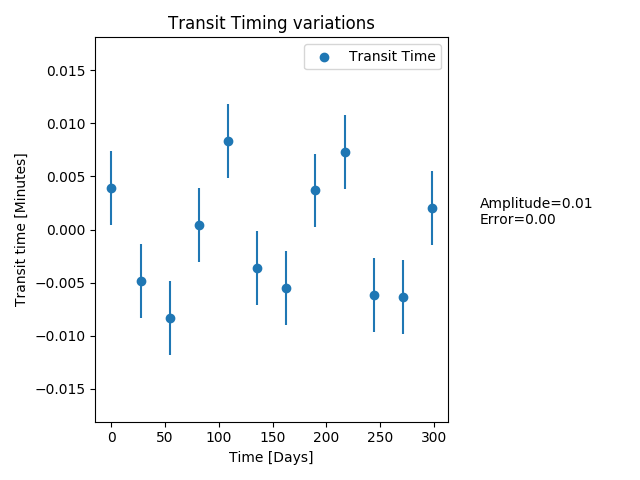 Transit Timing variations
Transit Time
0.015
0.010
0.005
0.000
−0.005
−0.010
−0.015
Transit time [Minutes]
Amplitude=0.01
Error=0.00
0 50 100 150 200 250 300
Time [Days]